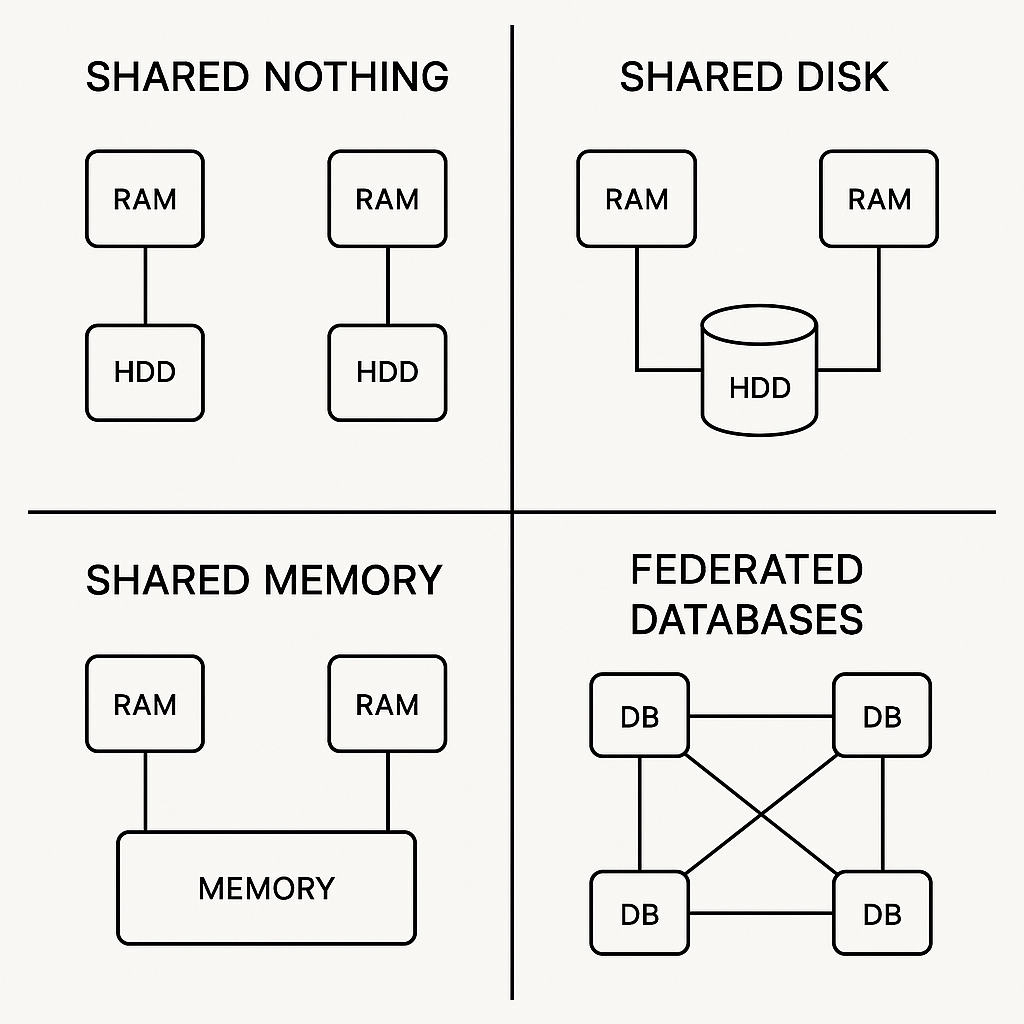 SHARED NOTHING
RAM
RAM
HDD
HDD
SHARED DISK
RAM
RAM
HDD
SHARED MEMORY
RAM
RAM
MEMORY
FEDERATED
DATABASES
DB
DB
DB
DB